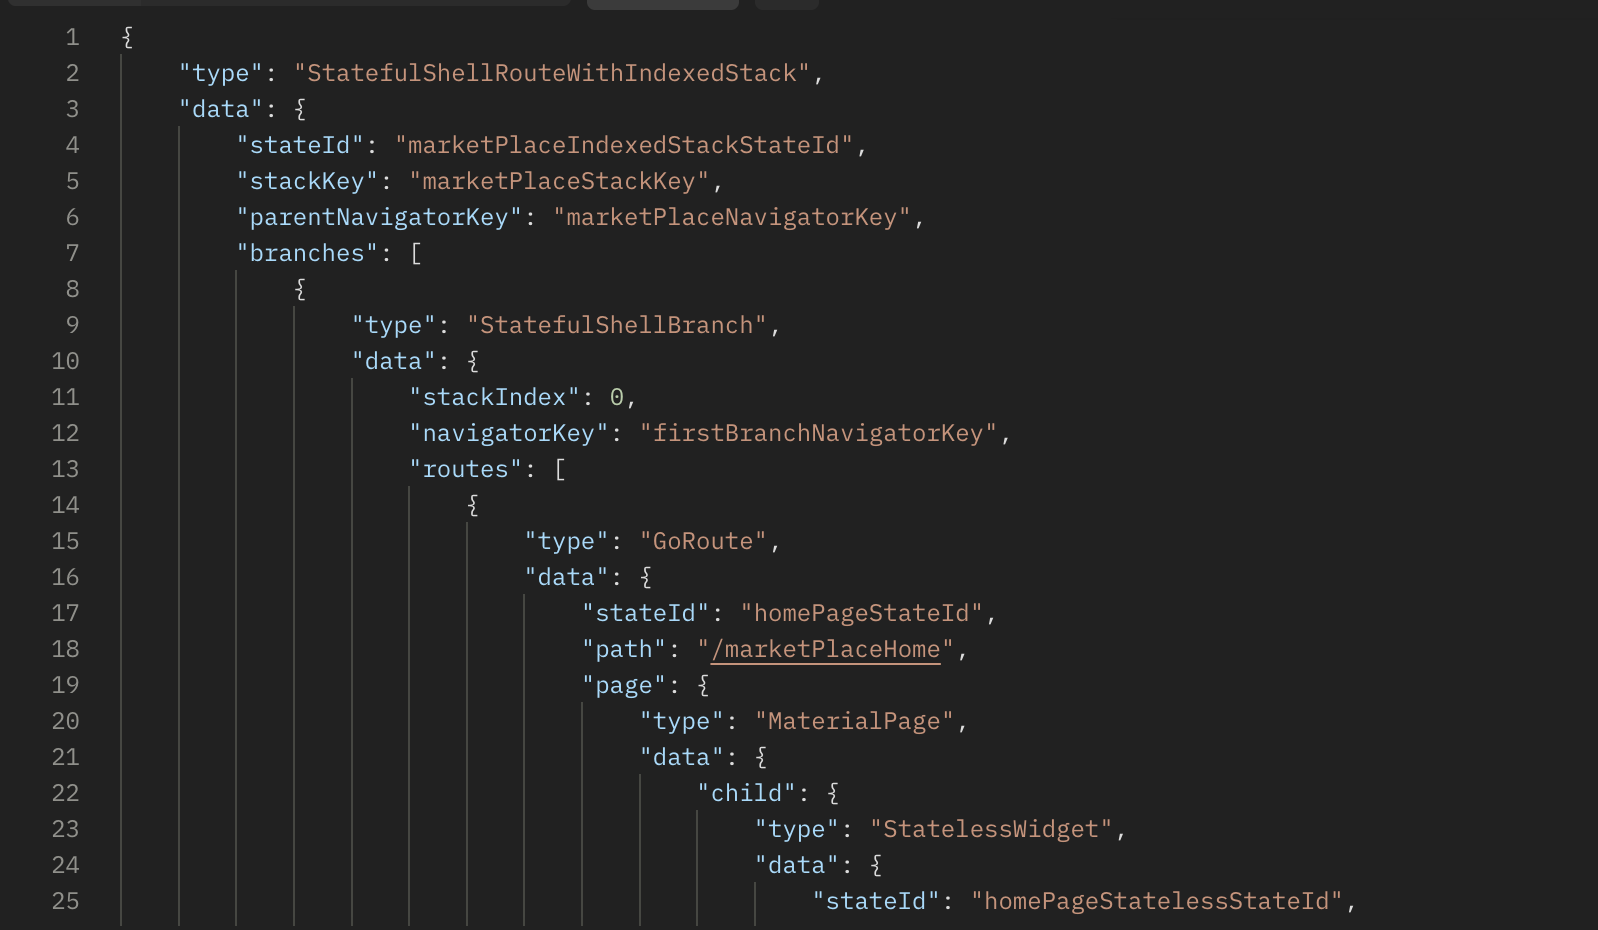 1 {
2 "type": "StatefulShellRouteWithIndexedStack",
3 "data": {
4 "stateId": "marketPlaceIndexedStackStateId",
5 "stackKey": "marketPlaceStackKey",
6 "parentNavigatorKey": "marketPlaceNavigatorKey",
7 "branches": [
8 {
9 "type": "StatefulShellBranch",
10 "data": {
11 "stackIndex": 0,
12 "navigatorKey": "firstBranchNavigatorKey",
13 "routes": [
14 {
15 "type": "GoRoute",
16 "data": {
17 "stateId": "homePageStateId",
18 "path": "/marketPlaceHome",
19 "page": {
20 "type": "MaterialPage",
21 "data": {
22 "child": {
23 "type": "StatelessWidget",
24 "data": {
25 "stateId": "homePageStatelessStateId",